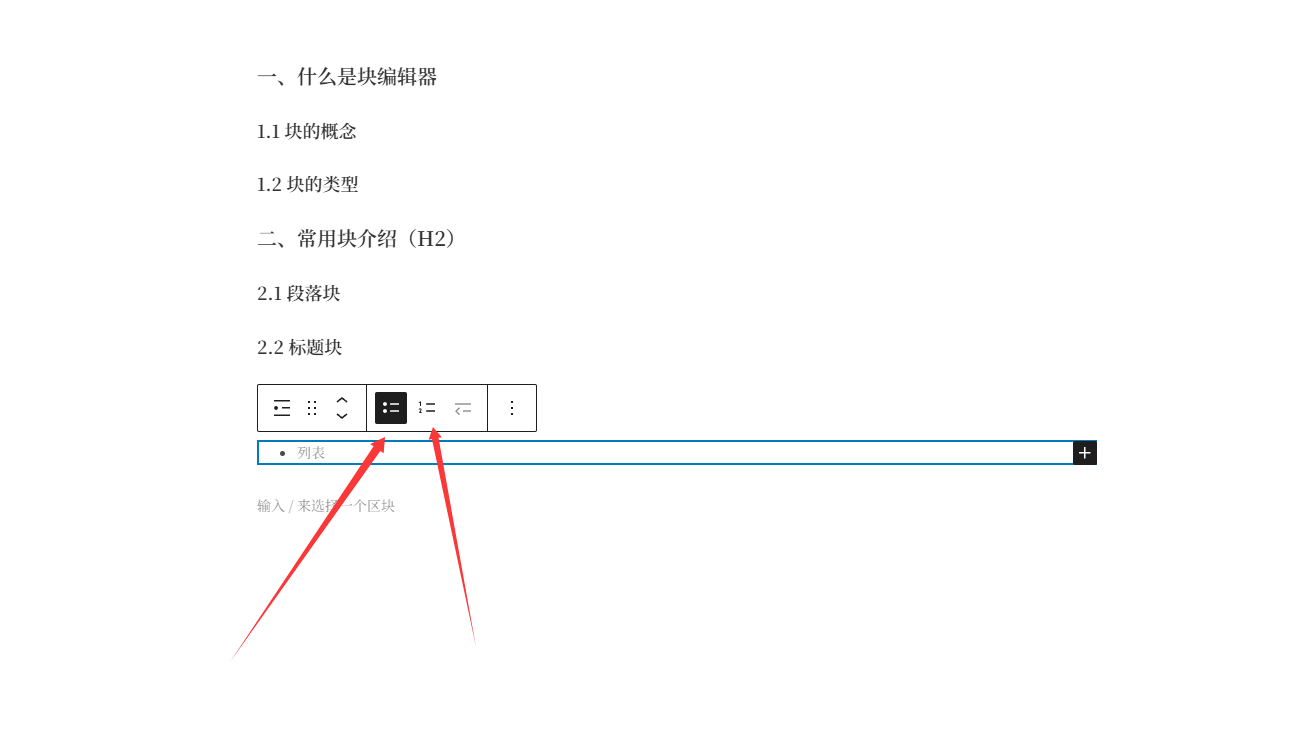 一、什么是块编辑器
1.1 块的概念
1.2 块的类型
二、常用块介绍（H2）
2.1 段落块
2.2 标题块
列表
输入 / 来选择一个区块